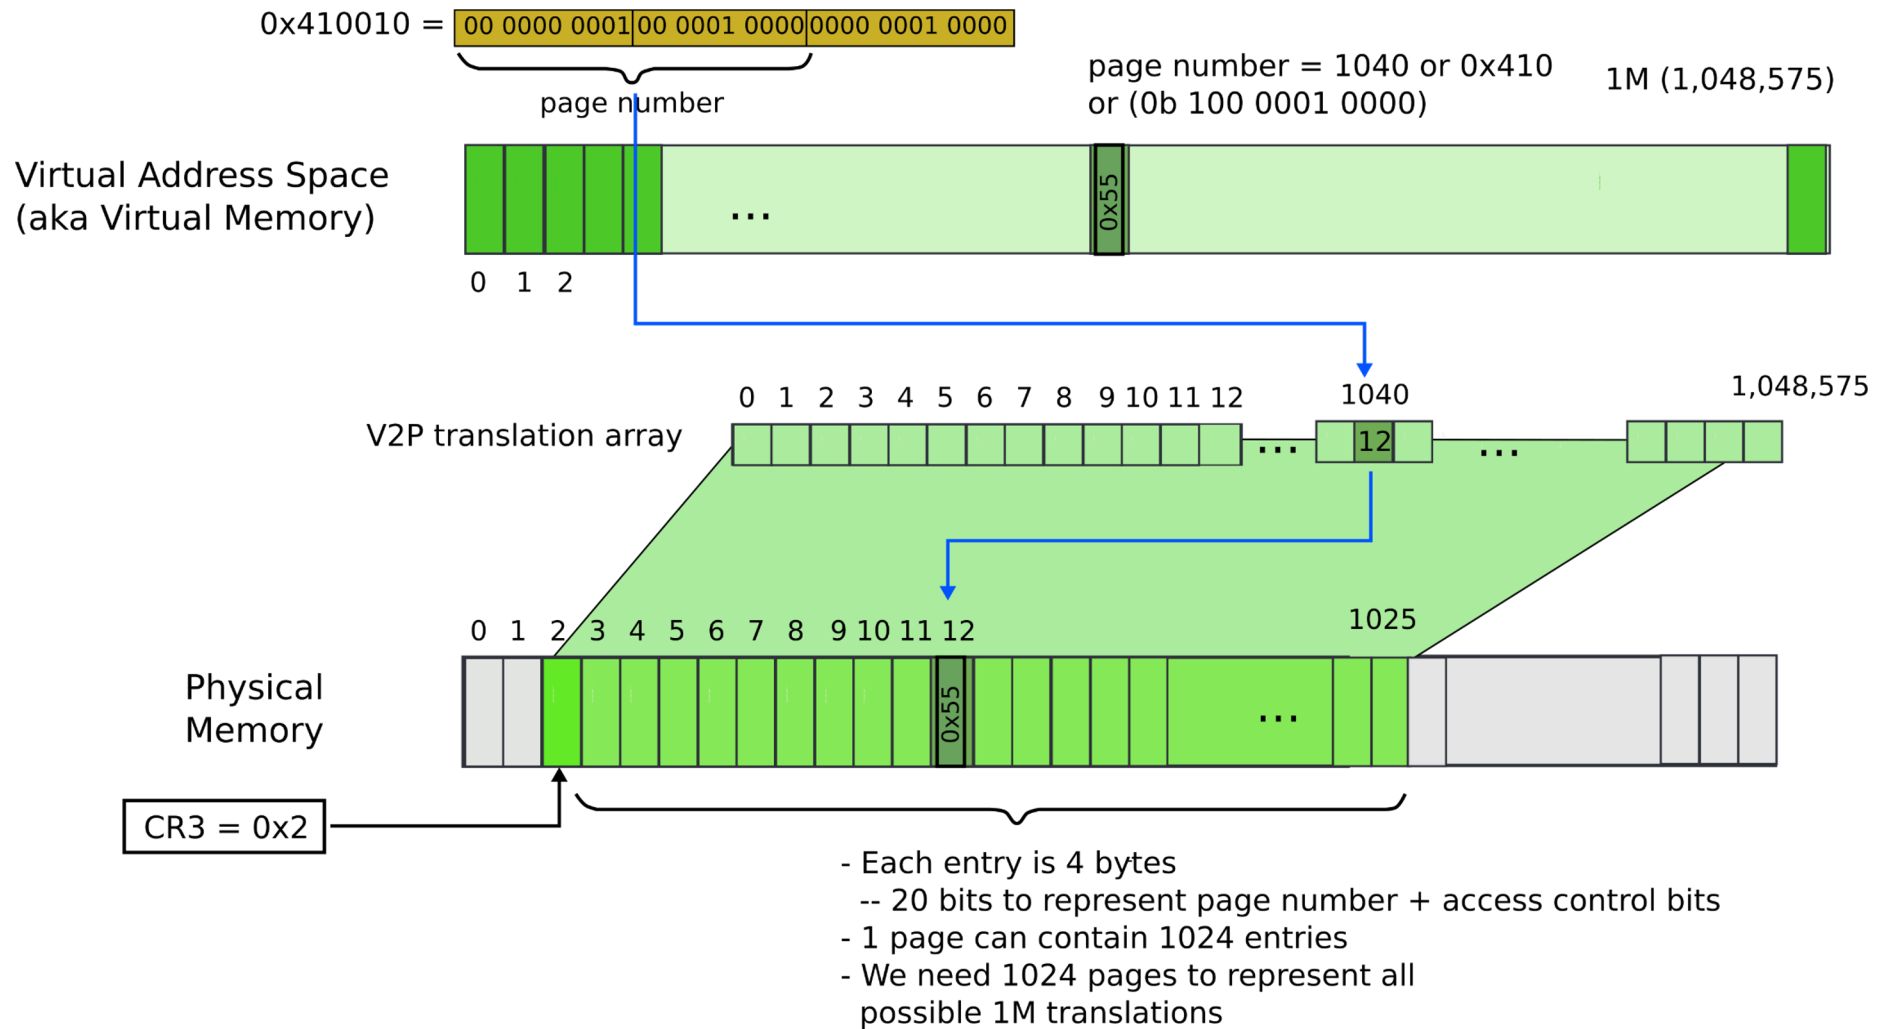 0x410010 = 00 0000 0001 00 0001 0000 0000 0001 0000
page number
page number = 1040 or 0x410
or (0b 100 0001 0000)
1M (1,048,575)
Virtual Address Space
(aka Virtual Memory)
...
0x55
0 1 2
0 1 2 3 4 5 6 7 8 9 10 11 12
1040
1,048,575
V2P translation array
...
12
...
0 1 2 3 4 5 6 7 8 9 10 11 12
1025
Physical
Memory
0x55
...
CR3 = 0x2
- Each entry is 4 bytes
-- 20 bits to represent page number + access control bits
- 1 page can contain 1024 entries
- We need 1024 pages to represent all
possible 1M translations